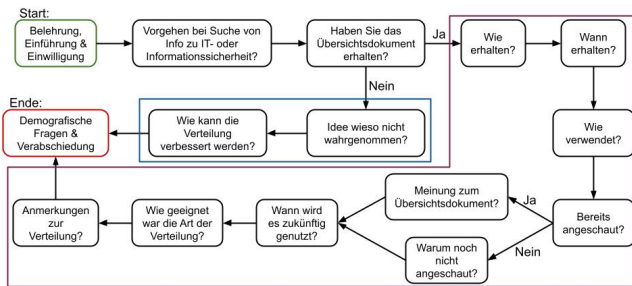 Start:
Belehrung,
Einführung &
Einwilligung
Vorgehen bei Suche von
Info zu IT- oder
Informationssicherheit?
Haben Sie das
Übersichtsdokument
erhalten?
Ja
Wie
erhalten?
Wann
erhalten?
Nein
Ende:
Demografische
Fragen &
Verabschiedung
Wie kann die
Verteilung
verbessert werden?
Idee wieso nicht
wahrgenommen?
Wie
verwendet?
Meinung zum
Übersichtsdokument?
Ja
Bereits
angeschaut?
Nein
Anmerkungen
zur
Verteilung?
Wie geeignet
war die Art der
Verteilung?
Wann wird
es zukünftig
genutzt?
Warum noch
nicht
angeschaut?